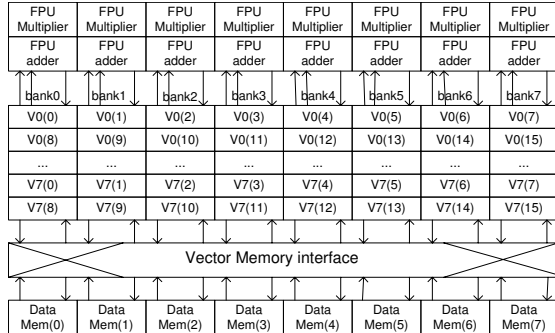 FPU FPU FPU FPU FPU FPU FPU FPU
Multiplier Multiplier Multiplier Multiplier Multiplier Multiplier Multiplier Multiplier
FPU FPU FPU FPU FPU FPU FPU FPU
adder adder adder adder adder adder adder adder
bank0 bank1 bank2 bank3 bank4 bank5 bank6 bank7
V0(0) V0(1) V0(2) V0(3) V0(4) V0(5) V0(6) V0(7)
V0(8) V0(9) V0(10) V0(11) V0(12) V0(13) V0(14) V0(15)
... ... ... ... ... ... ... ...
V7(0) V7(1) V7(2) V7(3) V7(4) V7(5) V7(6) V7(7)
V7(8) V7(9) V7(10) V7(11) V7(12) V7(13) V7(14) V7(15)
Vector Memory interface
Data Data Data Data Data Data Data Data
Mem(0) Mem(1) Mem(2) Mem(3) Mem(4) Mem(5) Mem(6) Mem(7)